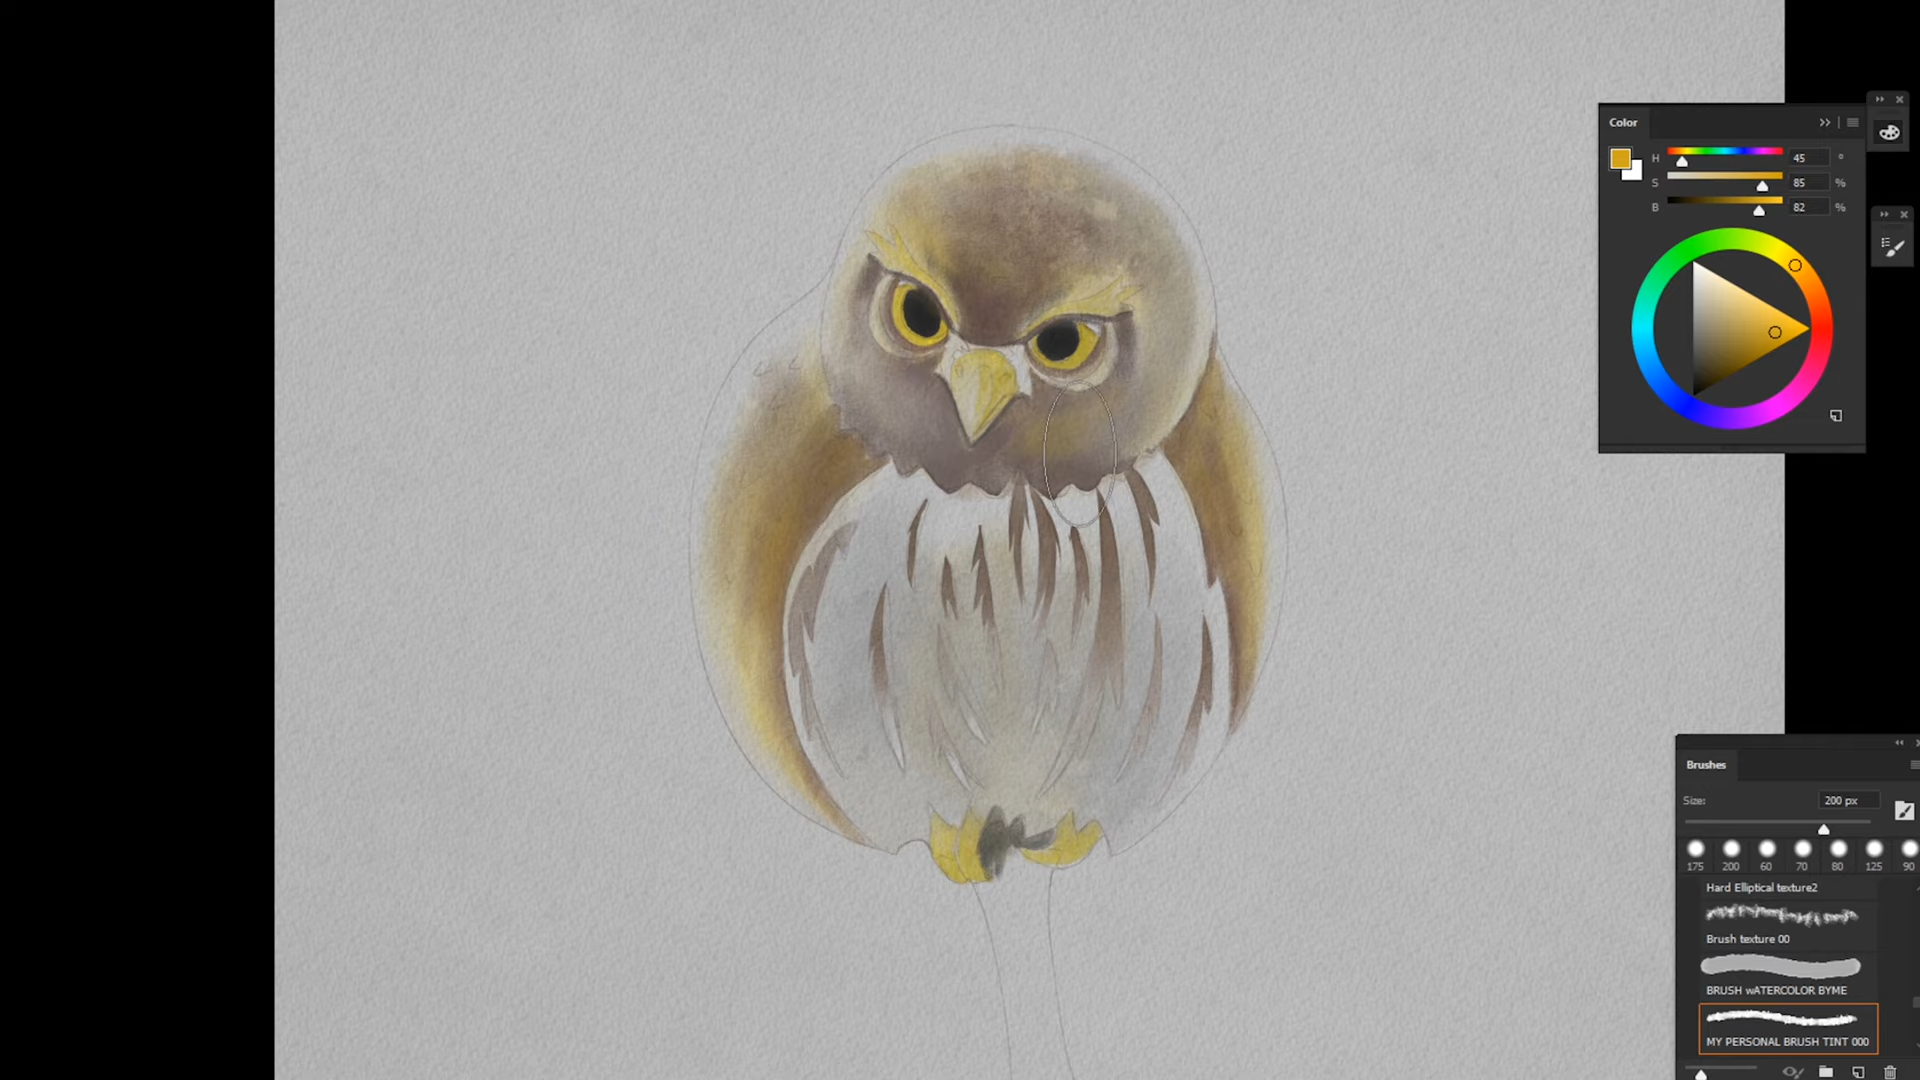 Color
H 45 °
S 85 %
B 82 %
Brushes
Size: 200 px
175 200 60 70 80 125 90
Hard Elliptical texture2
Brush texture 00
BRUSH wATERCOLOR BYME
MY PERSONAL BRUSH TINT 000